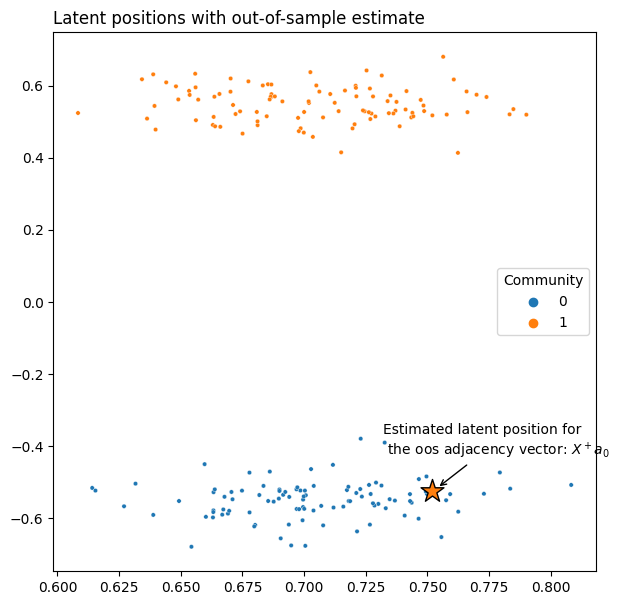 Latent positions with out-of-sample estimate
0.6
0.4
0.2
0.0
−0.2
−0.4
−0.6
Community
0
1
Estimated latent position for
the oos adjacency vector: X⁺a₀
0.600 0.625 0.650 0.675 0.700 0.725 0.750 0.775 0.800